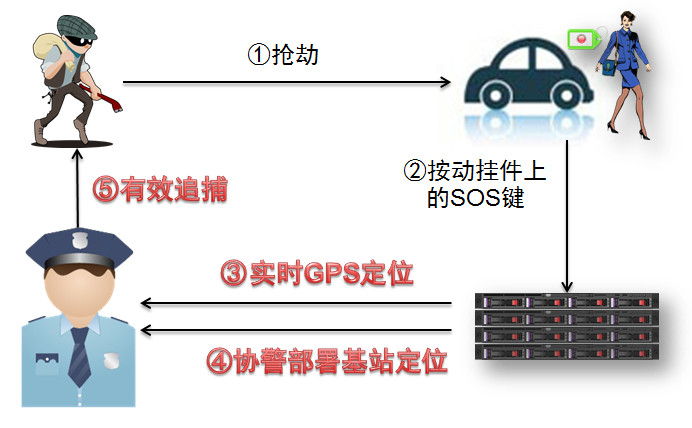 ①抢劫
②按动挂件上
的SOS键
⑤有效追捕
③实时GPS定位
④协警部署基站定位